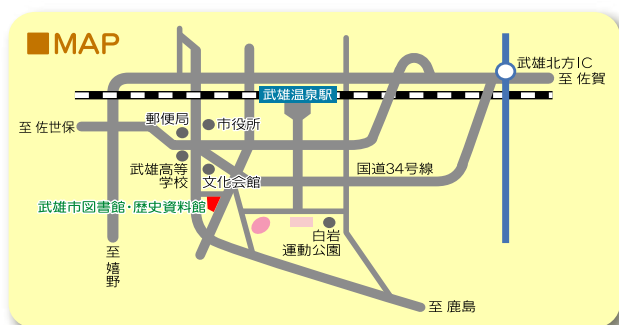 MAP
武雄北方IC
至 佐賀
武雄温泉駅
郵便局
市役所
至 佐世保
武雄高等
学校
文化会館
国道34号線
武雄市図書館・歴史資料館
白岩
運動公園
至 嬉野
至 鹿島